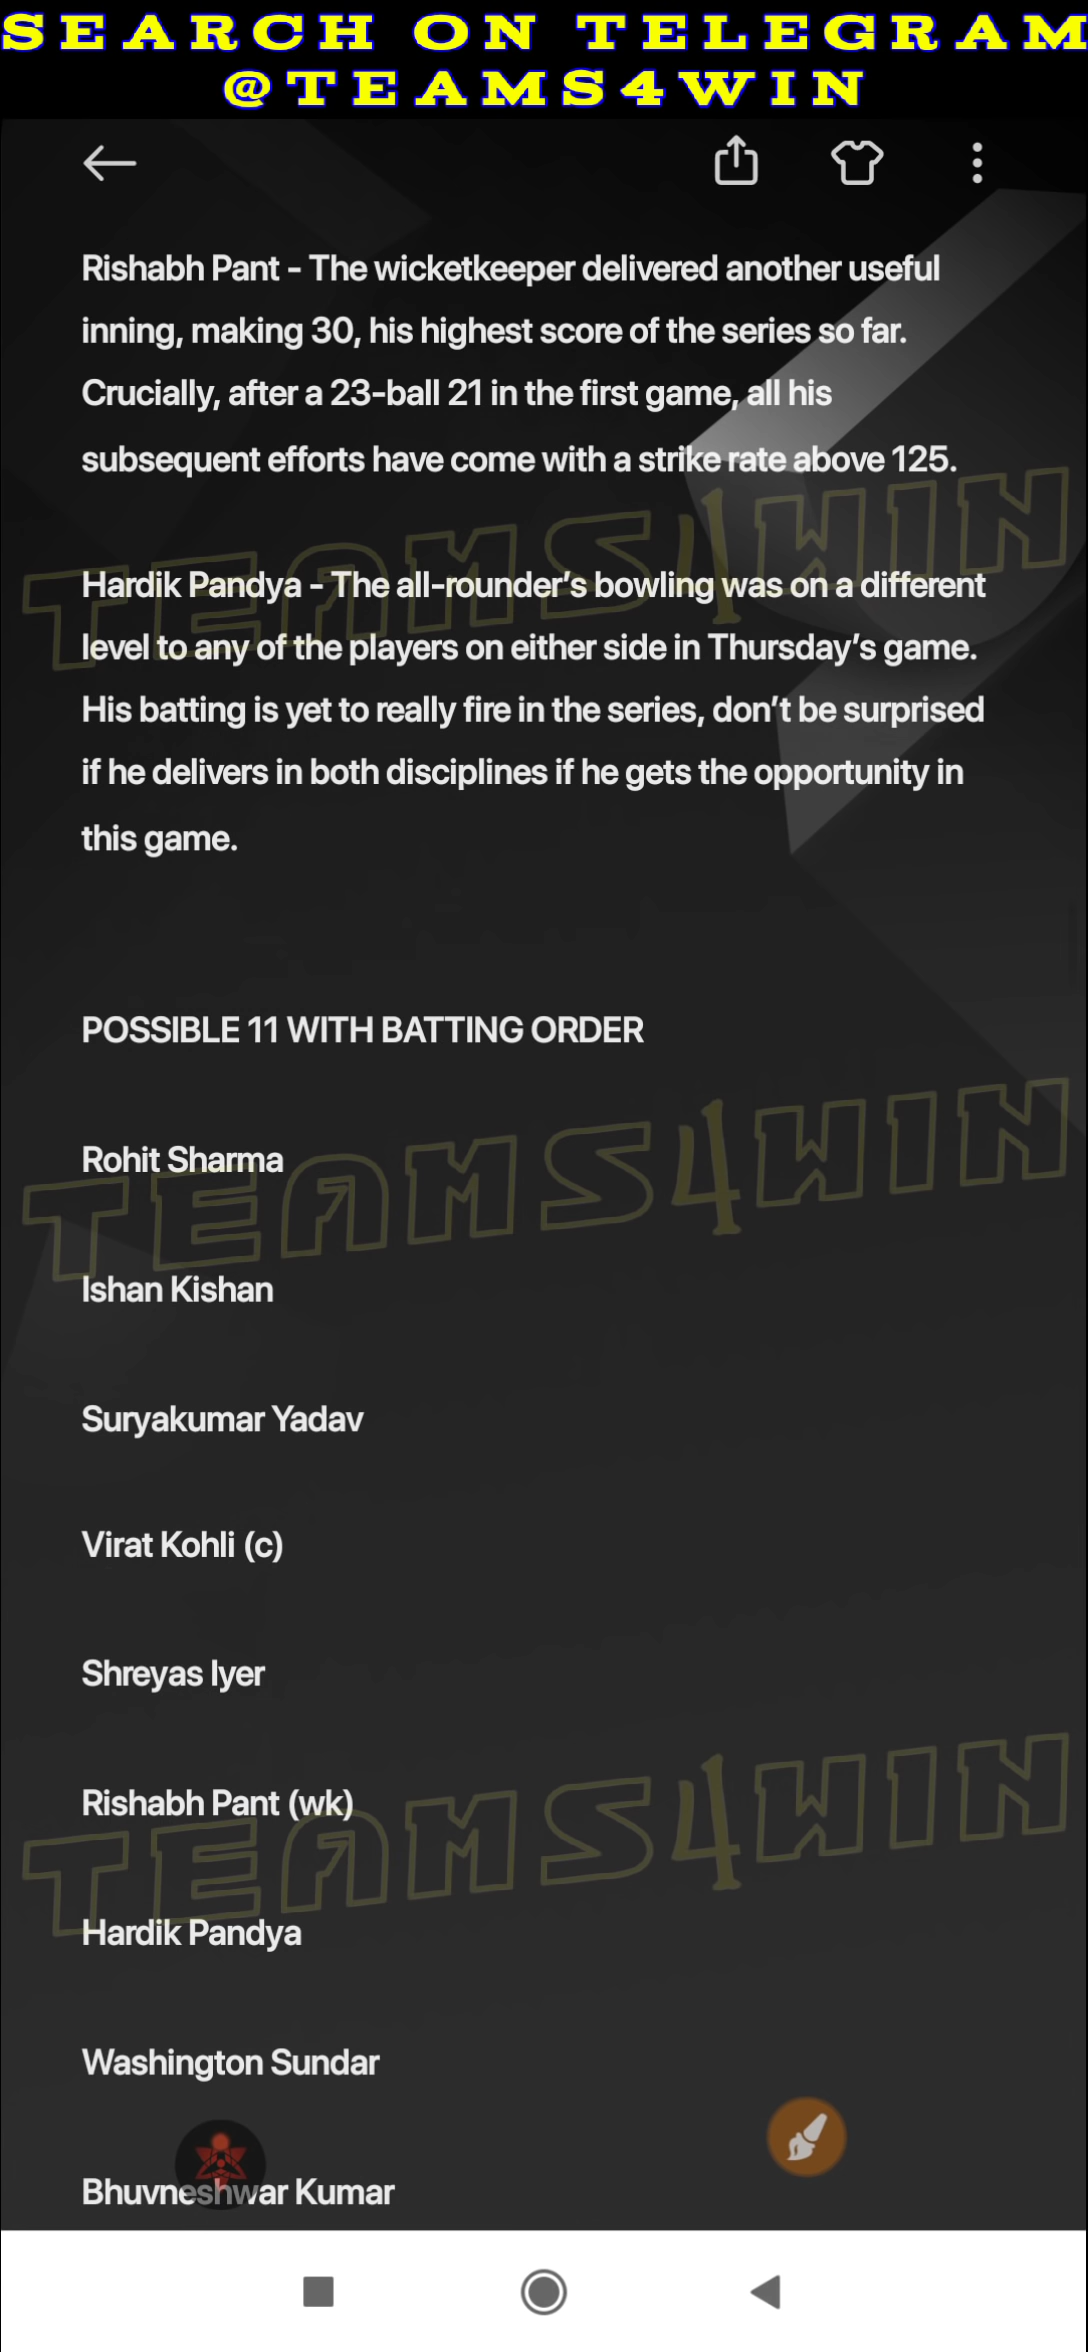 SEARCH ON TELEGRAM
@TEAMS4WIN
Rishabh Pant - The wicketkeeper delivered another useful
inning, making 30, his highest score of the series so far.
Crucially, after a 23-ball 21 in the first game, all his
subsequent efforts have come with a strike rate above 125.
TEAMS4WIN
Hardik Pandya - The all-rounder’s bowling was on a different
level to any of the players on either side in Thursday’s game.
His batting is yet to really fire in the series, don’t be surprised
if he delivers in both disciplines if he gets the opportunity in
this game.
POSSIBLE 11 WITH BATTING ORDER
Rohit Sharma
TEAMS4WIN
Ishan Kishan
Suryakumar Yadav
Virat Kohli (c)
Shreyas Iyer
Rishabh Pant (wk)
TEAMS4WIN
Hardik Pandya
Washington Sundar
Bhuvneshwar Kumar